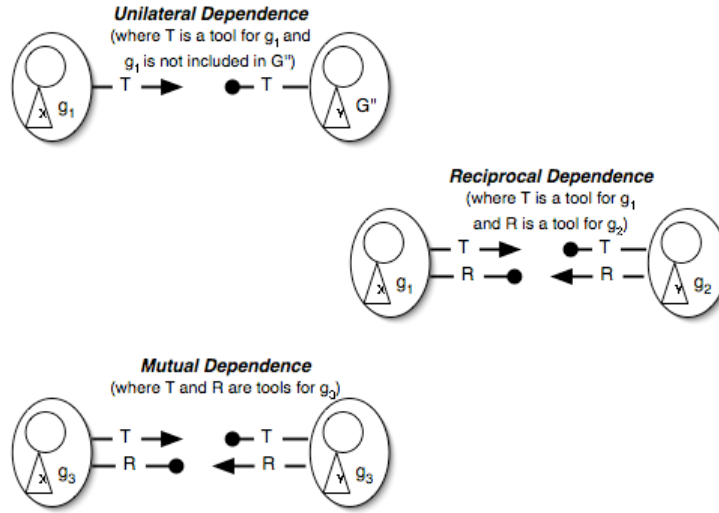 Unilateral Dependence
(where T is a tool for g₁ and
g₁ is not included in G")
T T
X g₁ Y G"
Reciprocal Dependence
(where T is a tool for g₁
and R is a tool for g₂)
T T
R R
X g₁ Y g₂
Mutual Dependence
(where T and R are tools for g₃)
T T
R R
X g₃ Y g₃